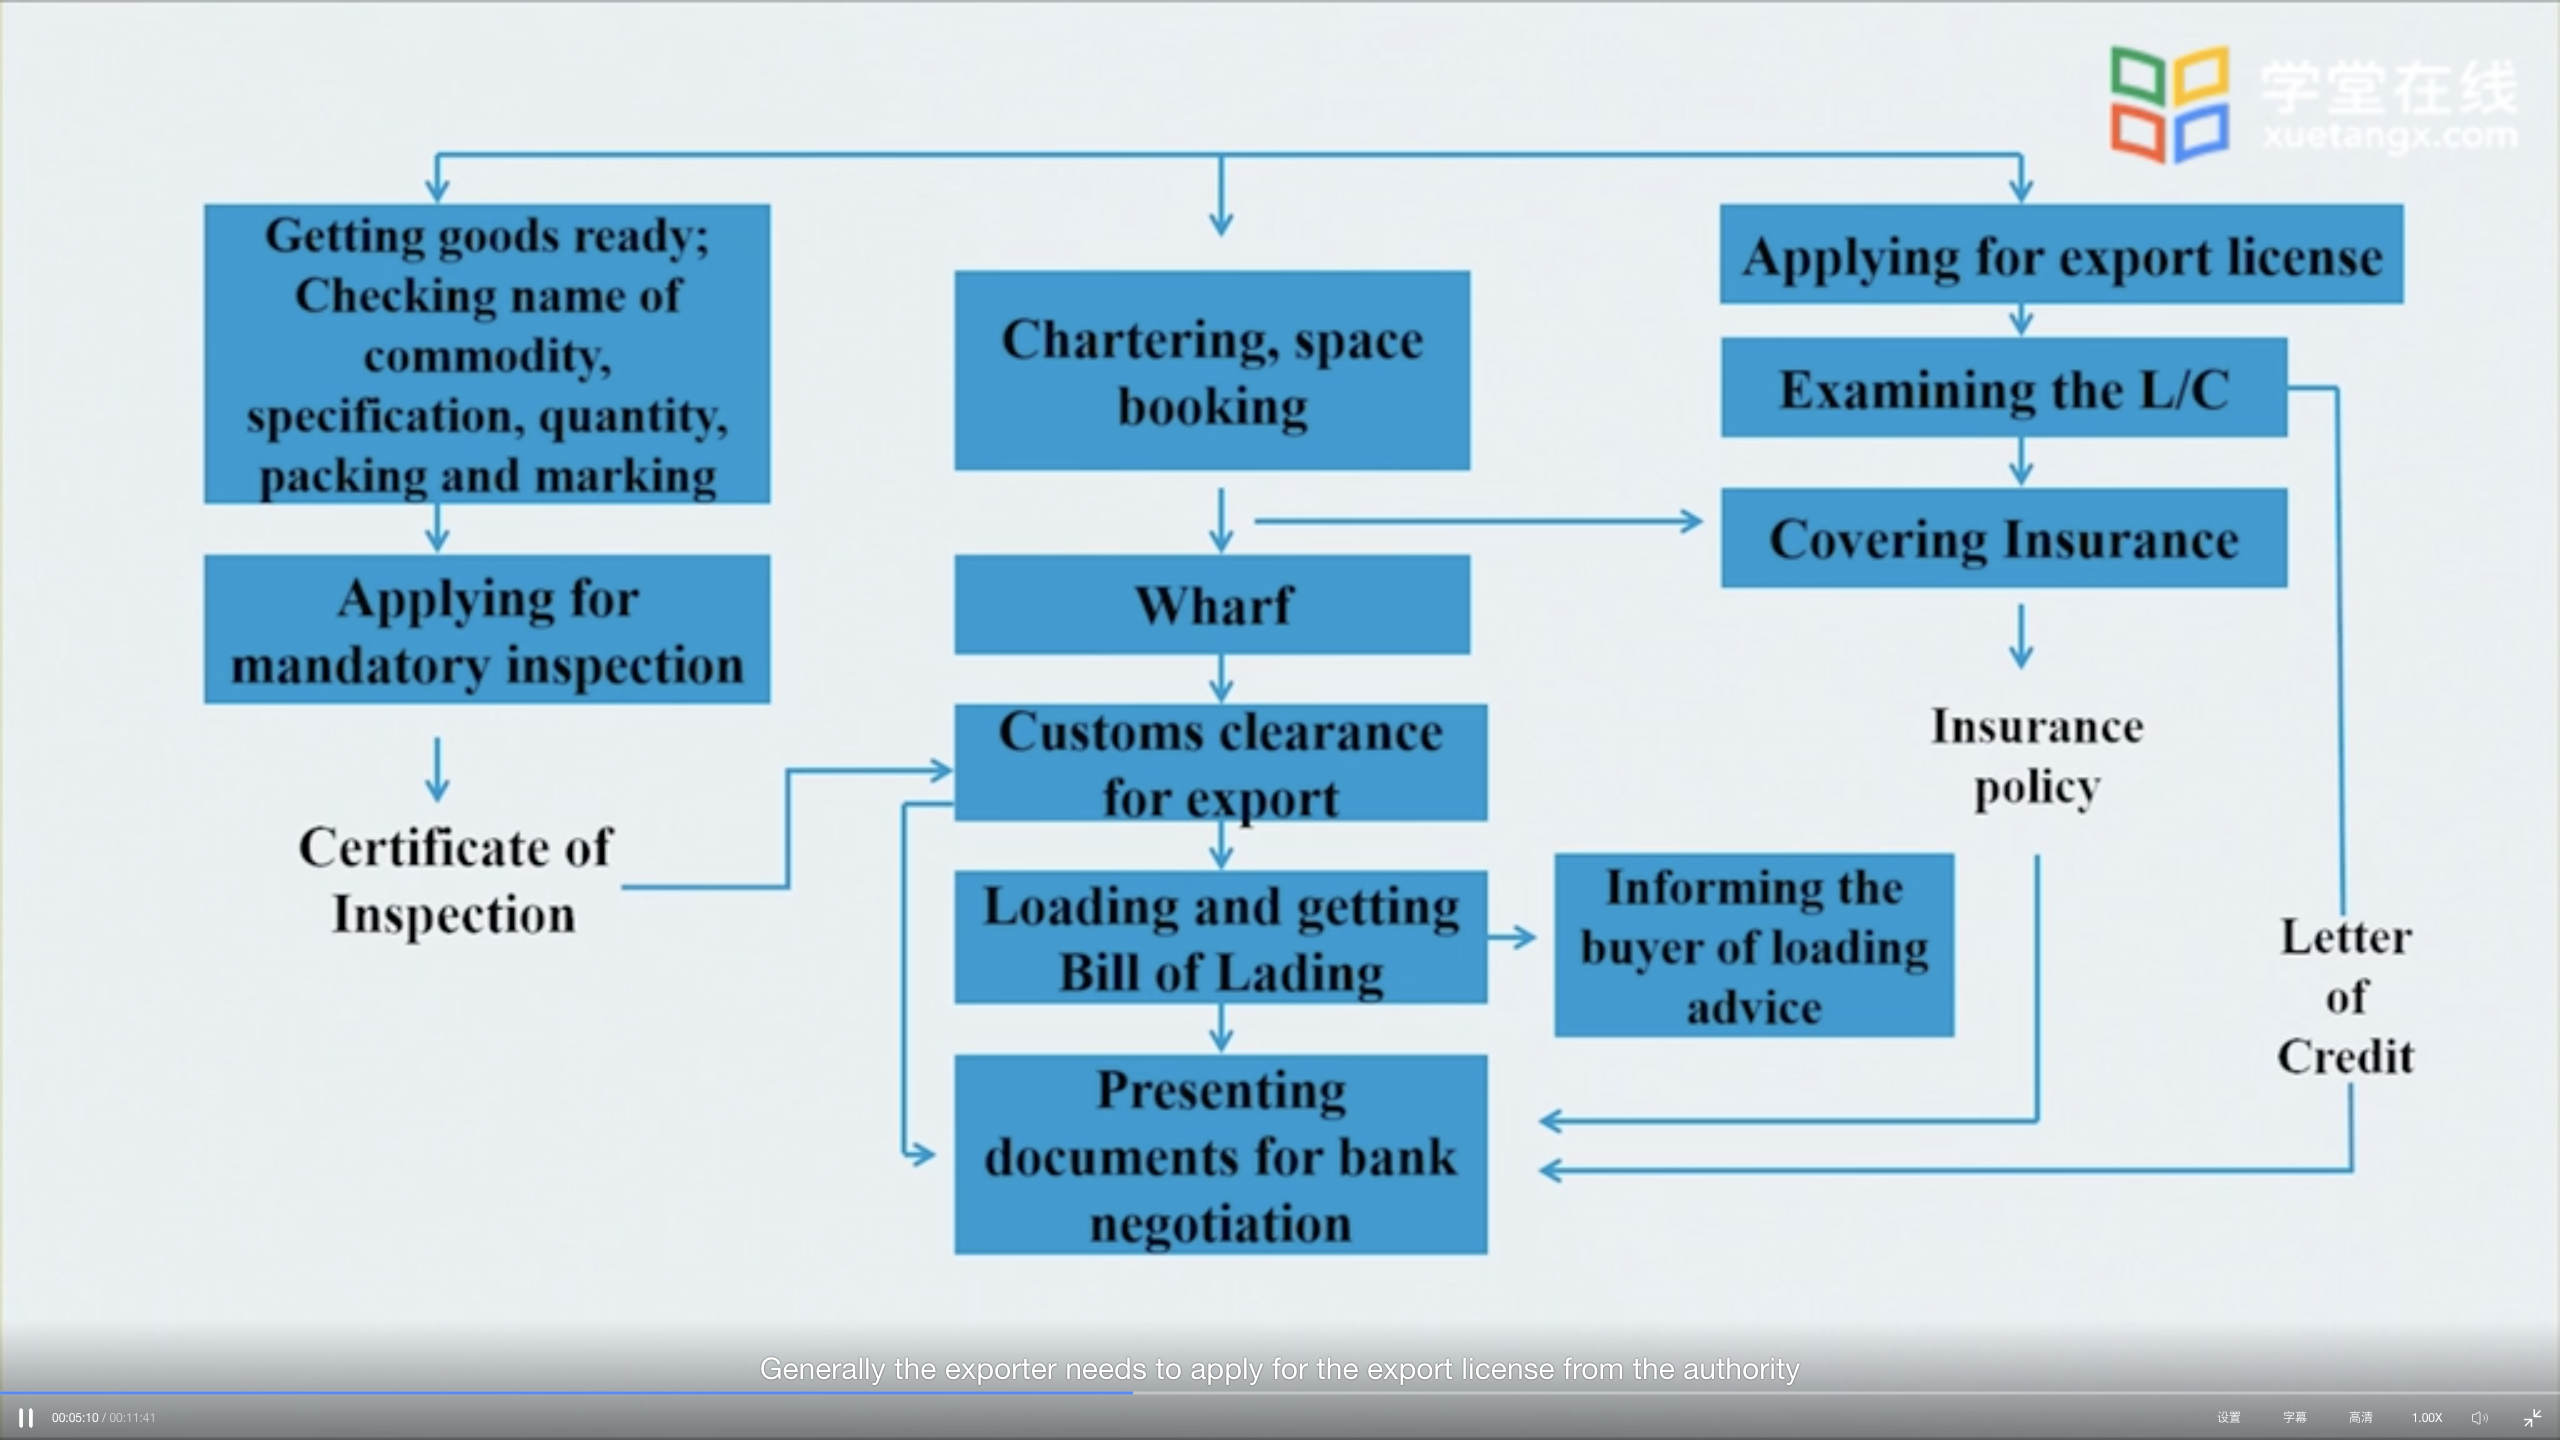 学堂在线
xuetangx.com
Getting goods ready;
Checking name of
commodity,
specification, quantity,
packing and marking
Applying for
mandatory inspection
Certificate of
Inspection
Chartering, space
booking
Wharf
Customs clearance
for export
Loading and getting
Bill of Lading
Presenting
documents for bank
negotiation
Informing the
buyer of loading
advice
Applying for export license
Examining the L/C
Covering Insurance
Insurance
policy
Letter
of
Credit
Generally the exporter needs to apply for the export license from the authority
00:05:10 / 00:11:41
设置 字幕 高清 1.00X